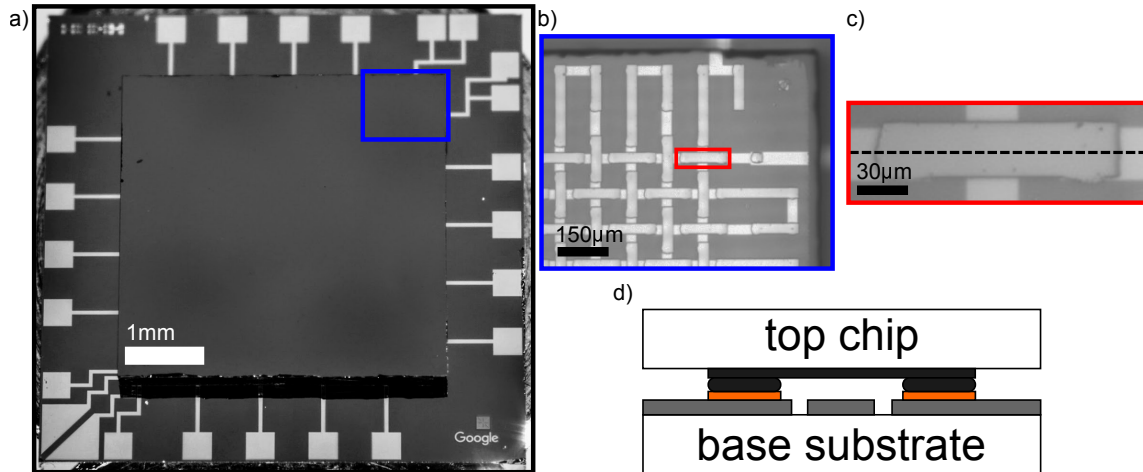 a)
1mm
Google
b)
150µm
c)
30µm
d)
top chip
base substrate